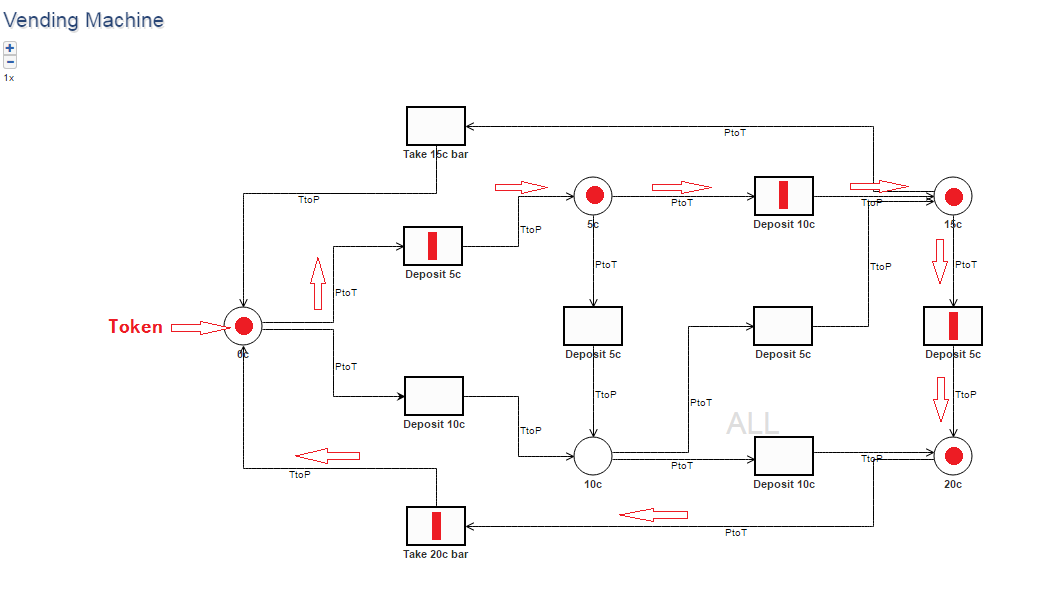 Vending Machine
+
−
1x
PtoT
Take 15c bar
TtoP
5c
PtoT
Deposit 10c
TtoP
15c
TtoP
Deposit 5c
PtoT
PtoT
TtoP
PtoT
Token
0c
Deposit 5c
Deposit 5c
Deposit 5c
PtoT
TtoP
TtoP
PtoT
Deposit 10c
ALL
TtoP
PtoT
TtoP
TtoP
10c
Deposit 10c
20c
PtoT
Take 20c bar